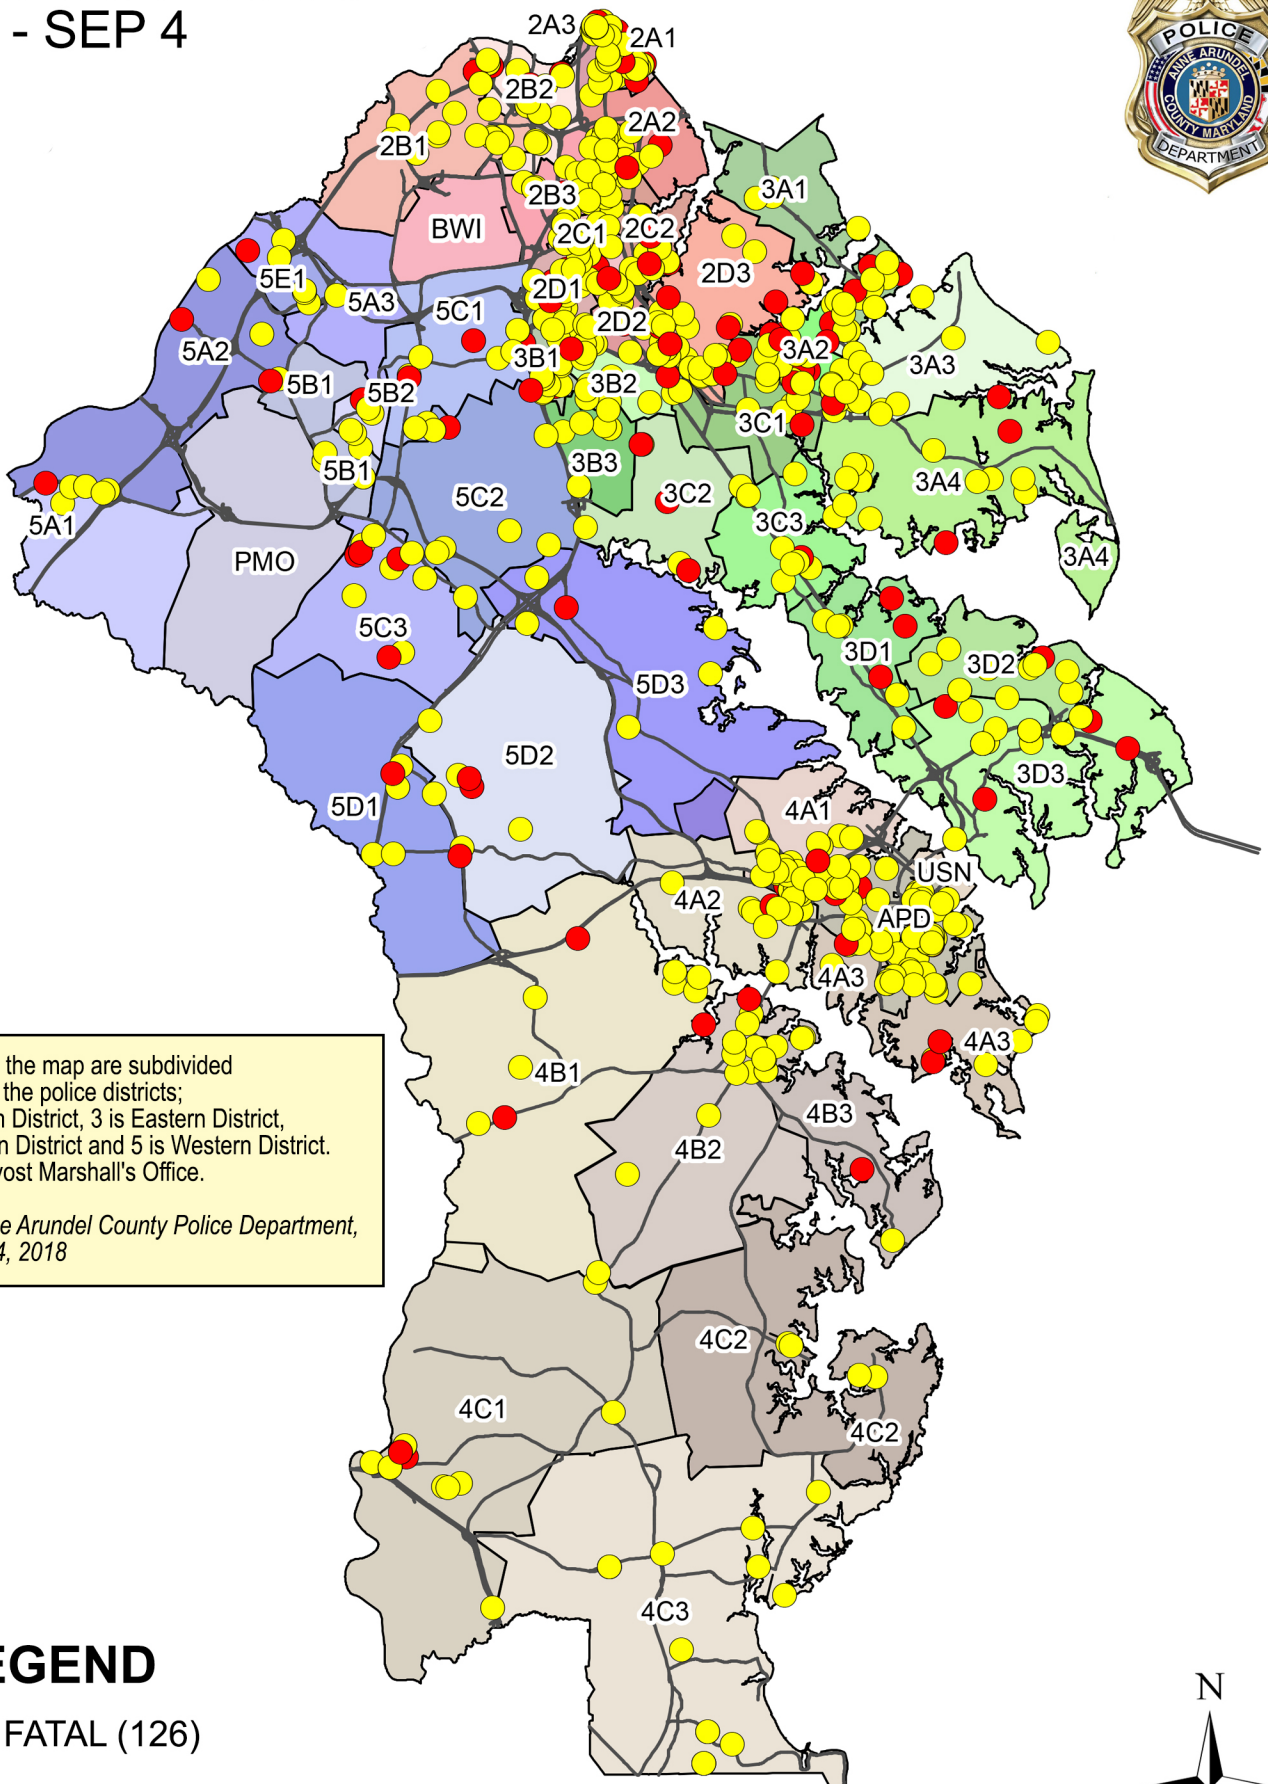 - SEP 4
POLICE
ANNE ARUNDEL
COUNTY MARYLAND
DEPARTMENT
2A3
2A1
2B2
2A2
2B1
3A1
2B3
BWI
2C1
2C2
2D3
5E1
2D1
5A3
5C1
2D2
5A2
3B1
3A2
3A3
5B1
5B2
3B2
3C1
3B3
5B1
3A4
5C2
3C2
5A1
3C3
PMO
3A4
5C3
3D1
3D2
5D3
5D2
3D3
5D1
4A1
USN
4A2
APD
4A3
4A3
4B1
4B3
4B2
4C2
4C1
4C2
4C3
the map are subdivided
the police districts;
District, 3 is Eastern District,
District and 5 is Western District.
Marshall's Office.
Arundel County Police Department,
4, 2018
EGEND
FATAL (126)
N